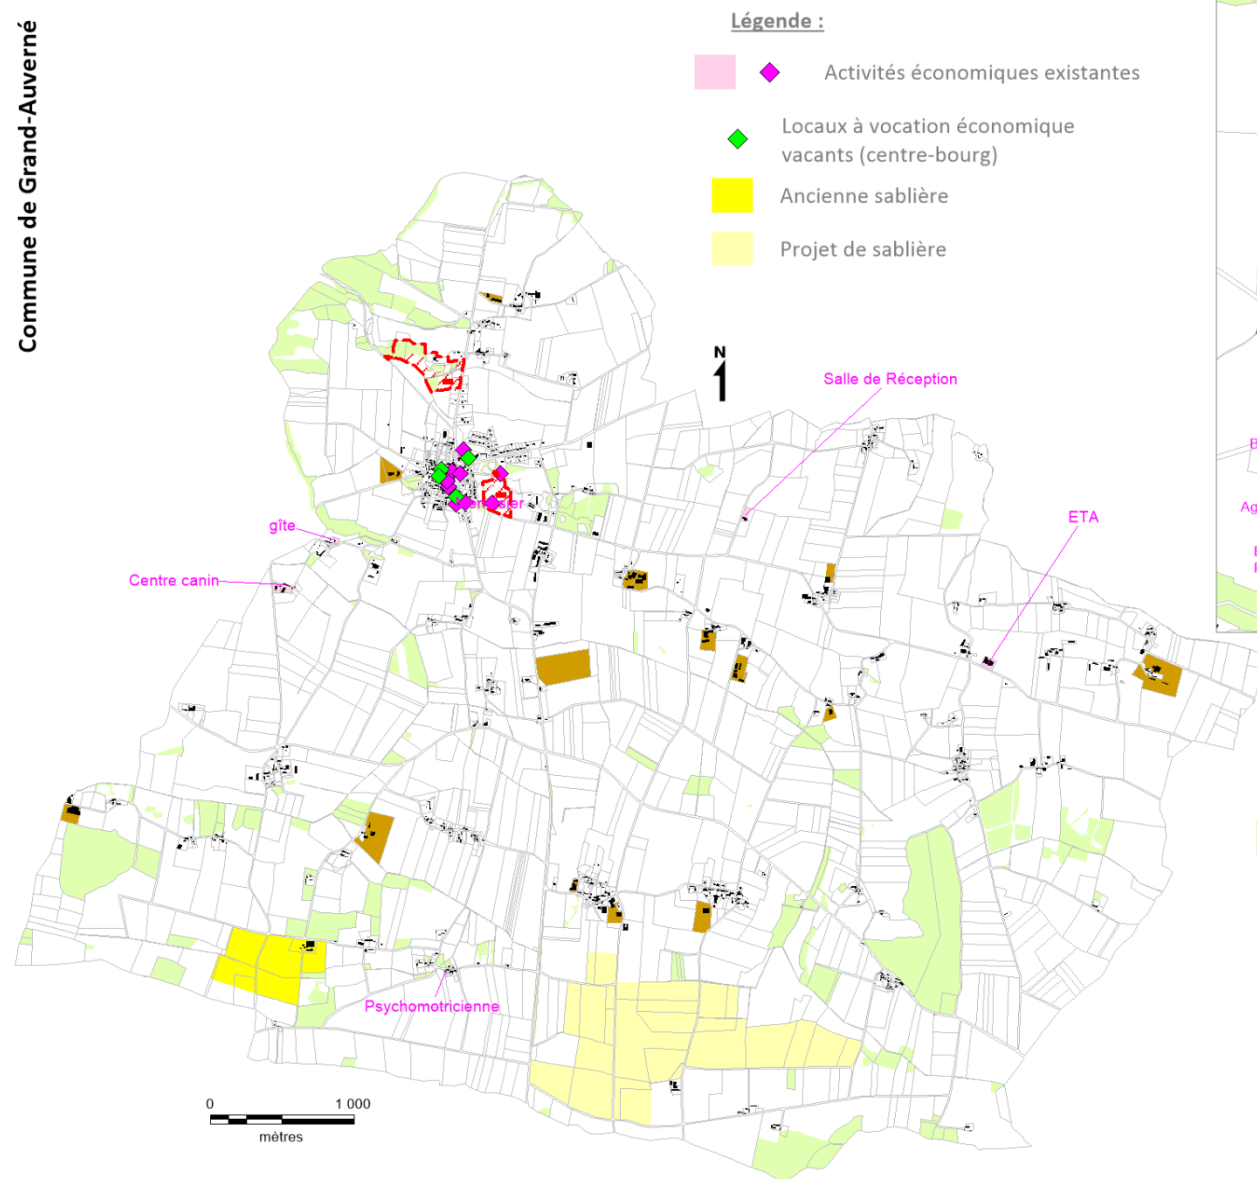 Commune de Grand-Auverné
Légende :
Activités économiques existantes
Locaux à vocation économique
vacants (centre-bourg)
Ancienne sablière
Projet de sablière
N
Salle de Réception
ETA
gîte
Centre canin
Psychomotricienne
0 1 000
mètres